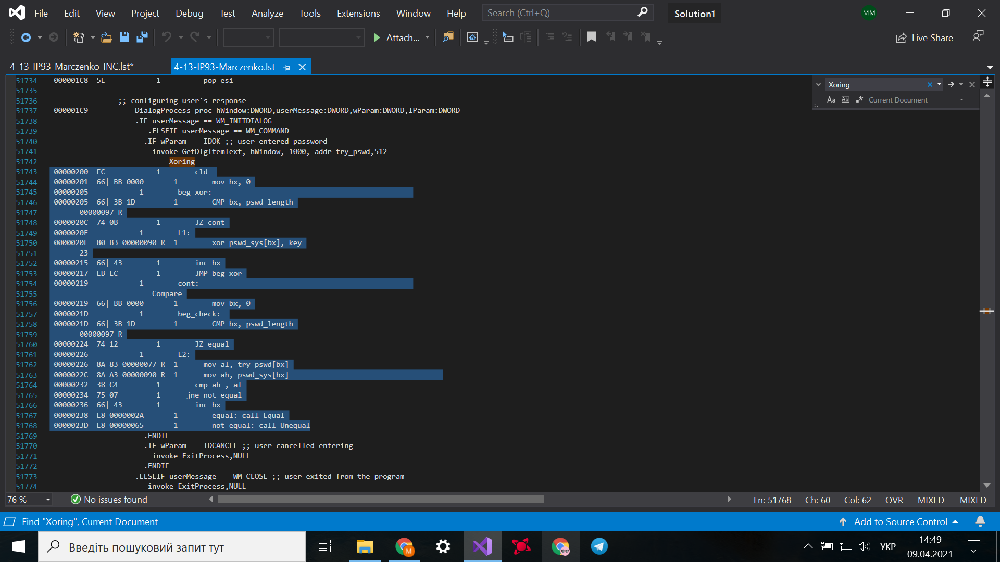 File Edit View Project Debug Test Analyze Tools Extensions Window Help Search (Ctrl+Q) Solution1 MM
Attach... Live Share
4-13-IP93-Marczenko-INC.lst* 4-13-IP93-Marczenko.lst
Xoring
Aa Ab Current Document
51734 000001C8 5E 1 pop esi
51735
51736 ;; configuring user's response
51737 000001C9 DialogProcess proc hWindow:DWORD,userMessage:DWORD,wParam:DWORD,lParam:DWORD
51738 .IF userMessage == WM_INITDIALOG
51739 .ELSEIF userMessage == WM_COMMAND
51740 .IF wParam == IDOK ;; user entered password
51741 invoke GetDlgItemText, hWindow, 1000, addr try_pswd,512
51742 Xoring
51743 00000200 FC 1 cld
51744 00000201 66| BB 0000 1 mov bx, 0
51745 00000205 1 beg_xor:
51746 00000205 66| 3B 1D 1 CMP bx, pswd_length
51747 00000097 R
51748 0000020C 74 0B 1 JZ cont
51749 0000020E 1 L1:
51750 0000020E 80 B3 00000090 R 1 xor pswd_sys[bx], key
51751 23
51752 00000215 66| 43 1 inc bx
51753 00000217 EB EC 1 JMP beg_xor
51754 00000219 1 cont:
51755 Compare
51756 00000219 66| BB 0000 1 mov bx, 0
51757 0000021D 1 beg_check:
51758 0000021D 66| 3B 1D 1 CMP bx, pswd_length
51759 00000097 R
51760 00000224 74 12 1 JZ equal
51761 00000226 1 L2:
51762 00000226 8A 83 00000077 R 1 mov al, try_pswd[bx]
51763 0000022C 8A A3 00000090 R 1 mov ah, pswd_sys[bx]
51764 00000232 38 C4 1 cmp ah , al
51765 00000234 75 07 1 jne not_equal
51766 00000236 66| 43 1 inc bx
51767 00000238 E8 0000002A 1 equal: call Equal
51768 0000023D E8 00000065 1 not_equal: call Unequal
51769 .ENDIF
51770 .IF wParam == IDCANCEL ;; user cancelled entering
51771 invoke ExitProcess,NULL
51772 .ENDIF
51773 .ELSEIF userMessage == WM_CLOSE ;; user exited from the program
51774 invoke ExitProcess,NULL
76 % No issues found Ln: 51768 Ch: 60 Col: 62 OVR MIXED MIXED
Find "Xoring", Current Document Add to Source Control
Введіть пошуковий запит тут M УКР 14:49
09.04.2021